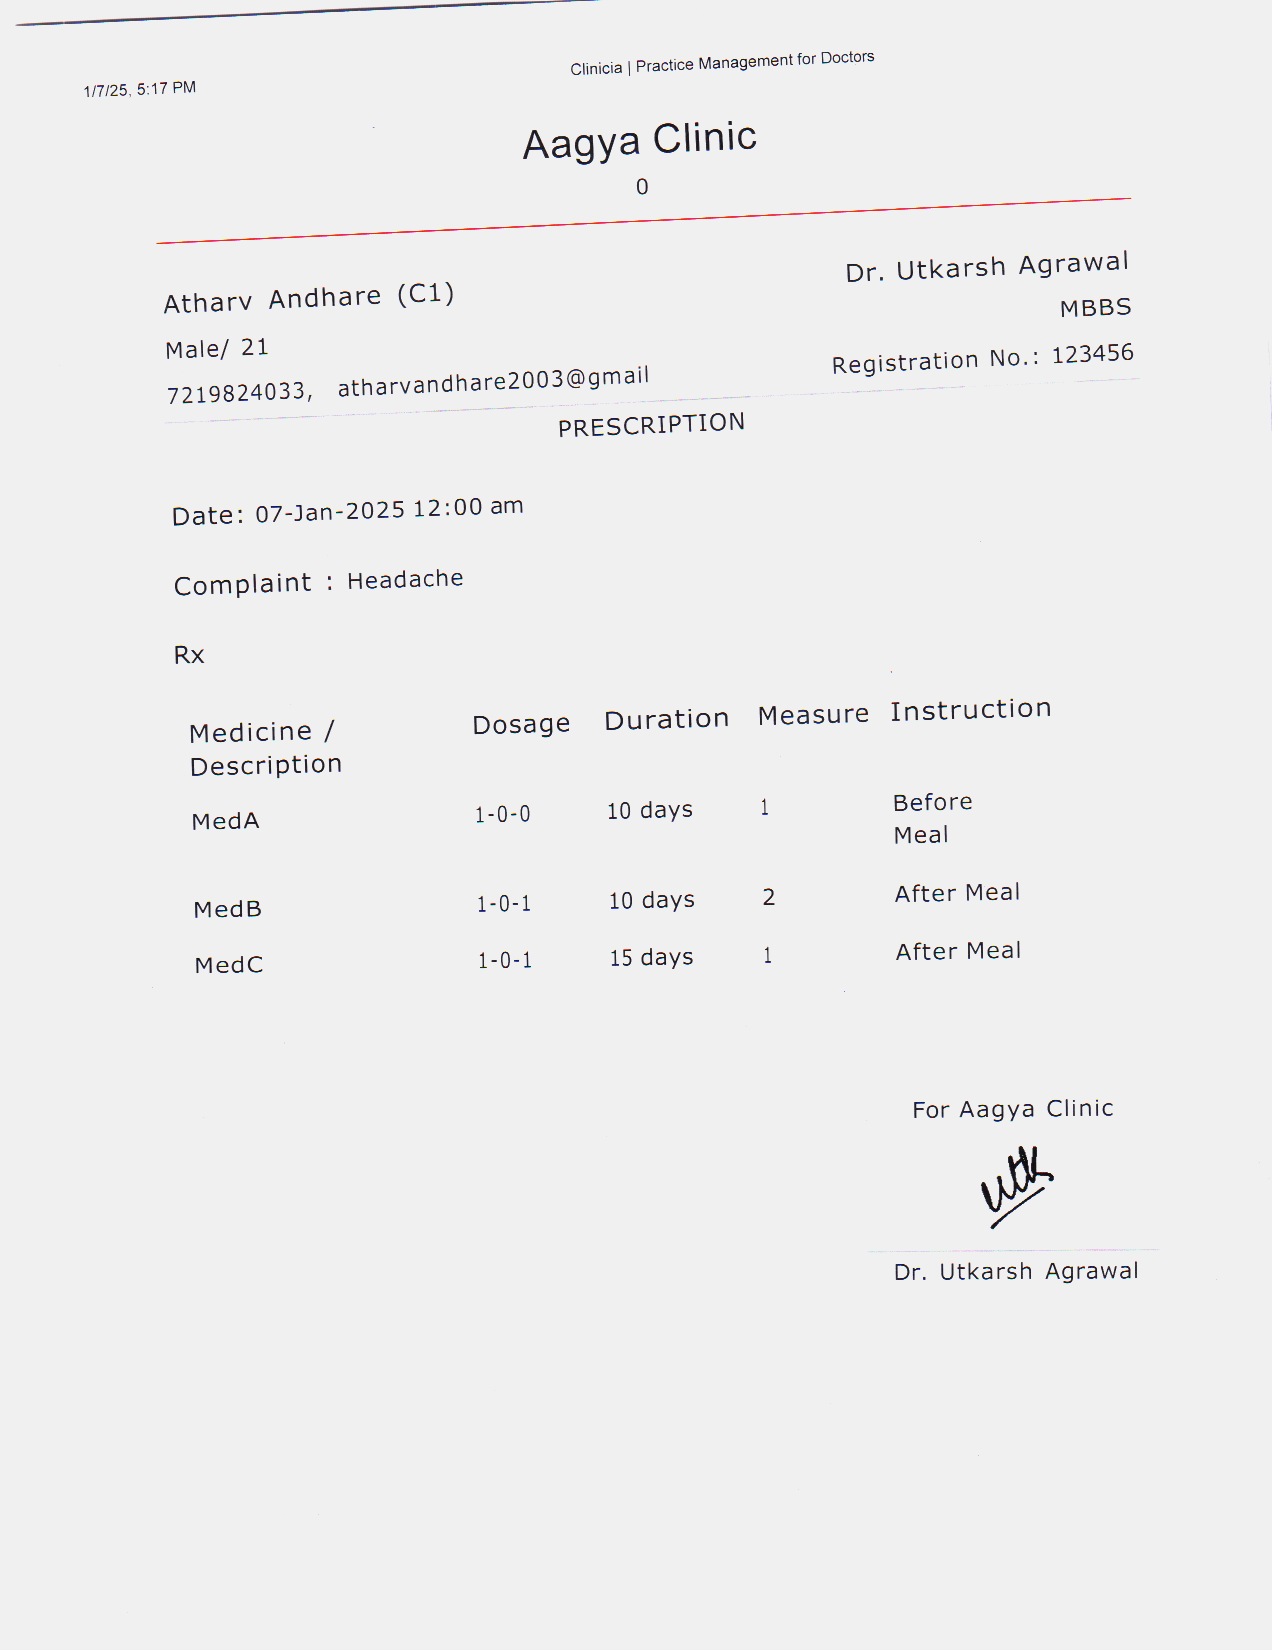 1/7/25, 5:17 PM
Clinicia | Practice Management for Doctors
Aagya Clinic
0
Atharv Andhare (C1)
Male/ 21
7219824033, atharvandhare2003@gmail
Dr. Utkarsh Agrawal
MBBS
Registration No.: 123456
PRESCRIPTION
Date: 07-Jan-2025 12:00 am
Complaint : Headache
Rx
Medicine / Dosage Duration Measure Instruction
Description
MedA 1-0-0 10 days 1 Before
Meal
MedB 1-0-1 10 days 2 After Meal
MedC 1-0-1 15 days 1 After Meal
For Aagya Clinic
utk
Dr. Utkarsh Agrawal